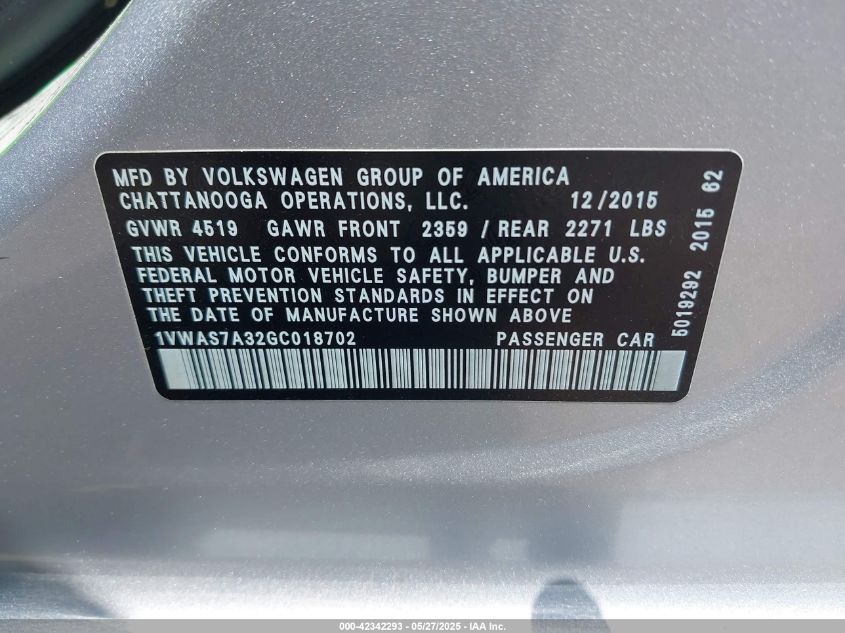 MFD BY VOLKSWAGEN GROUP OF AMERICA
CHATTANOOGA OPERATIONS, LLC. 12/2015
GVWR 4519 GAWR FRONT 2359 / REAR 2271 LBS
THIS VEHICLE CONFORMS TO ALL APPLICABLE U.S.
FEDERAL MOTOR VEHICLE SAFETY, BUMPER AND
THEFT PREVENTION STANDARDS IN EFFECT ON
THE DATE OF MANUFACTURE SHOWN ABOVE
1VWAS7A32GC018702 PASSENGER CAR
5019292 2015 62
000-42342293 - 05/27/2025 - IAA Inc.